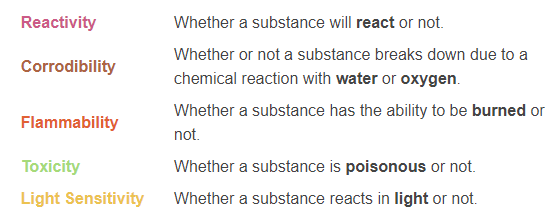 Reactivity Whether a substance will react or not.
Whether or not a substance breaks down due to a
Corrodibility
chemical reaction with water or oxygen.
Whether a substance has the ability to be burned or
Flammability
not.
Toxicity Whether a substance is poisonous or not.
Light Sensitivity Whether a substance reacts in light or not.